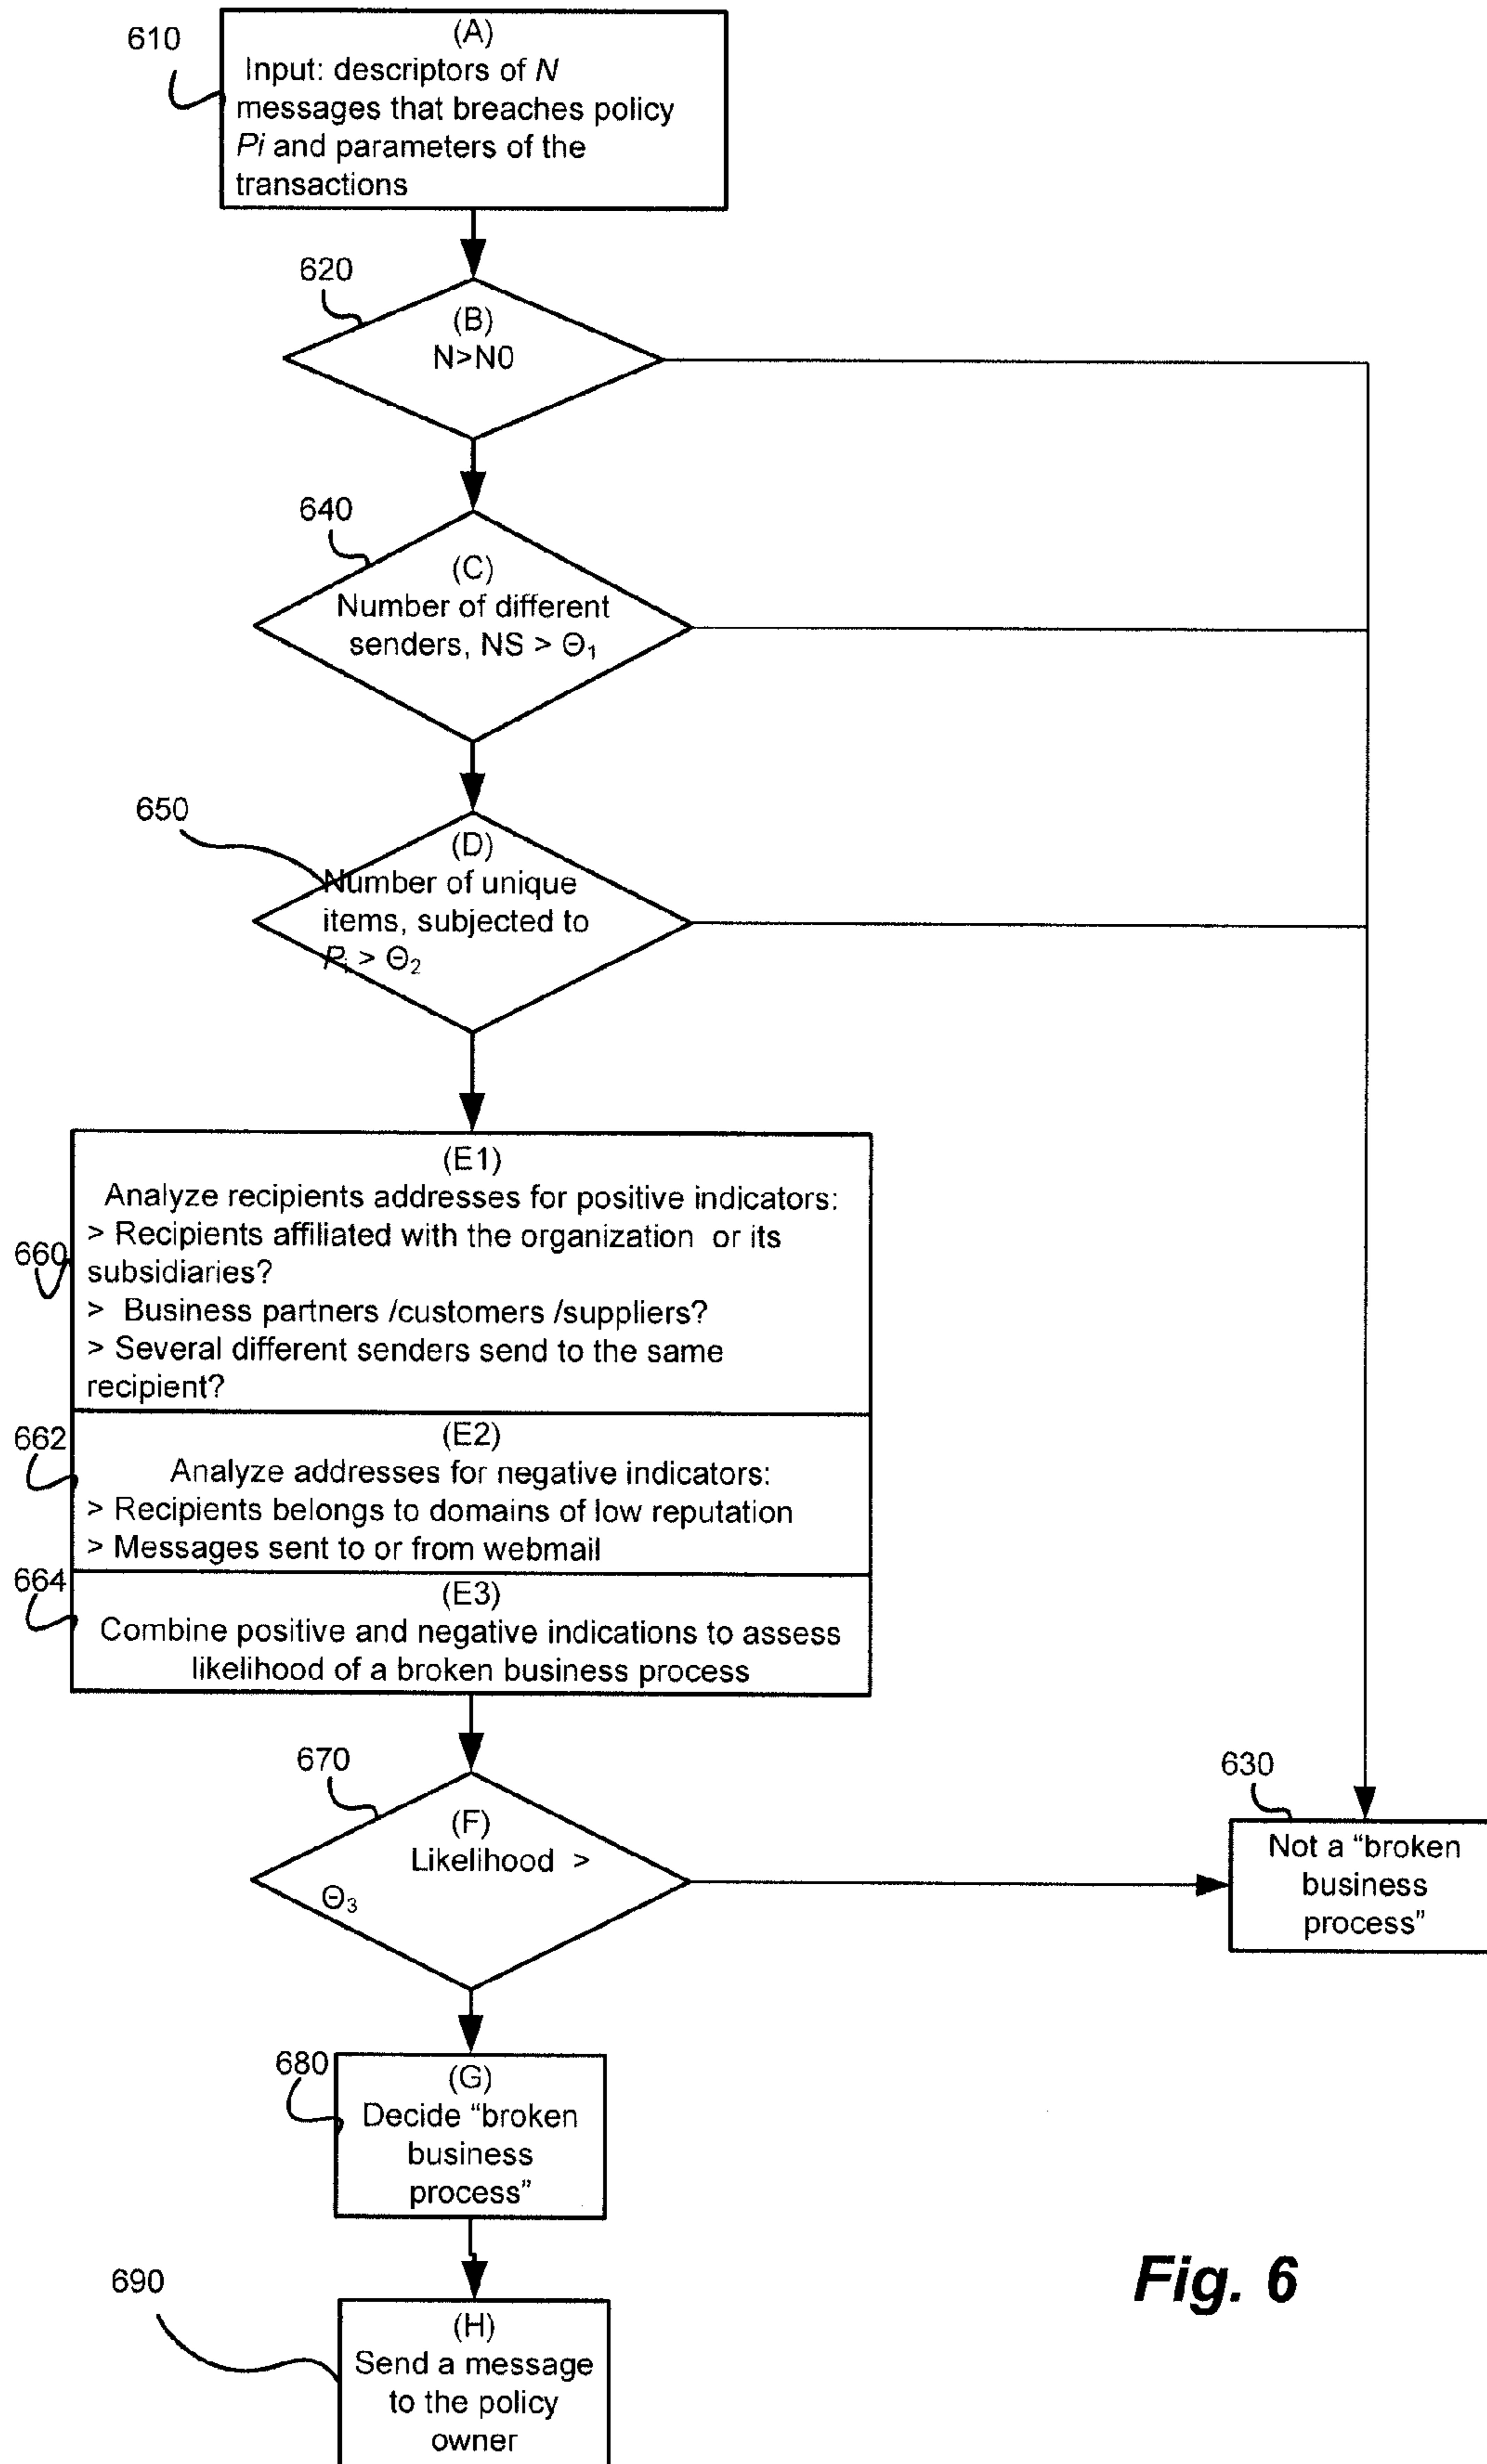 610
(A)
Input: descriptors of N
messages that breaches policy
Pi and parameters of the
transactions
620
(B)
N>N0
640
(C)
Number of different
senders, NS > Θ₁
650
(D)
Number of unique
items, subjected to
Pᵢ > Θ₂
660
(E1)
Analyze recipients addresses for positive indicators:
> Recipients affiliated with the organization or its
subsidiaries?
> Business partners /customers /suppliers?
> Several different senders send to the same
recipient?
662
(E2)
Analyze addresses for negative indicators:
> Recipients belongs to domains of low reputation
> Messages sent to or from webmail
664
(E3)
Combine positive and negative indications to assess
likelihood of a broken business process
670
(F)
Likelihood >
Θ₃
630
Not a “broken
business
process”
680
(G)
Decide “broken
business
process”
690
(H)
Send a message
to the policy
owner
Fig. 6